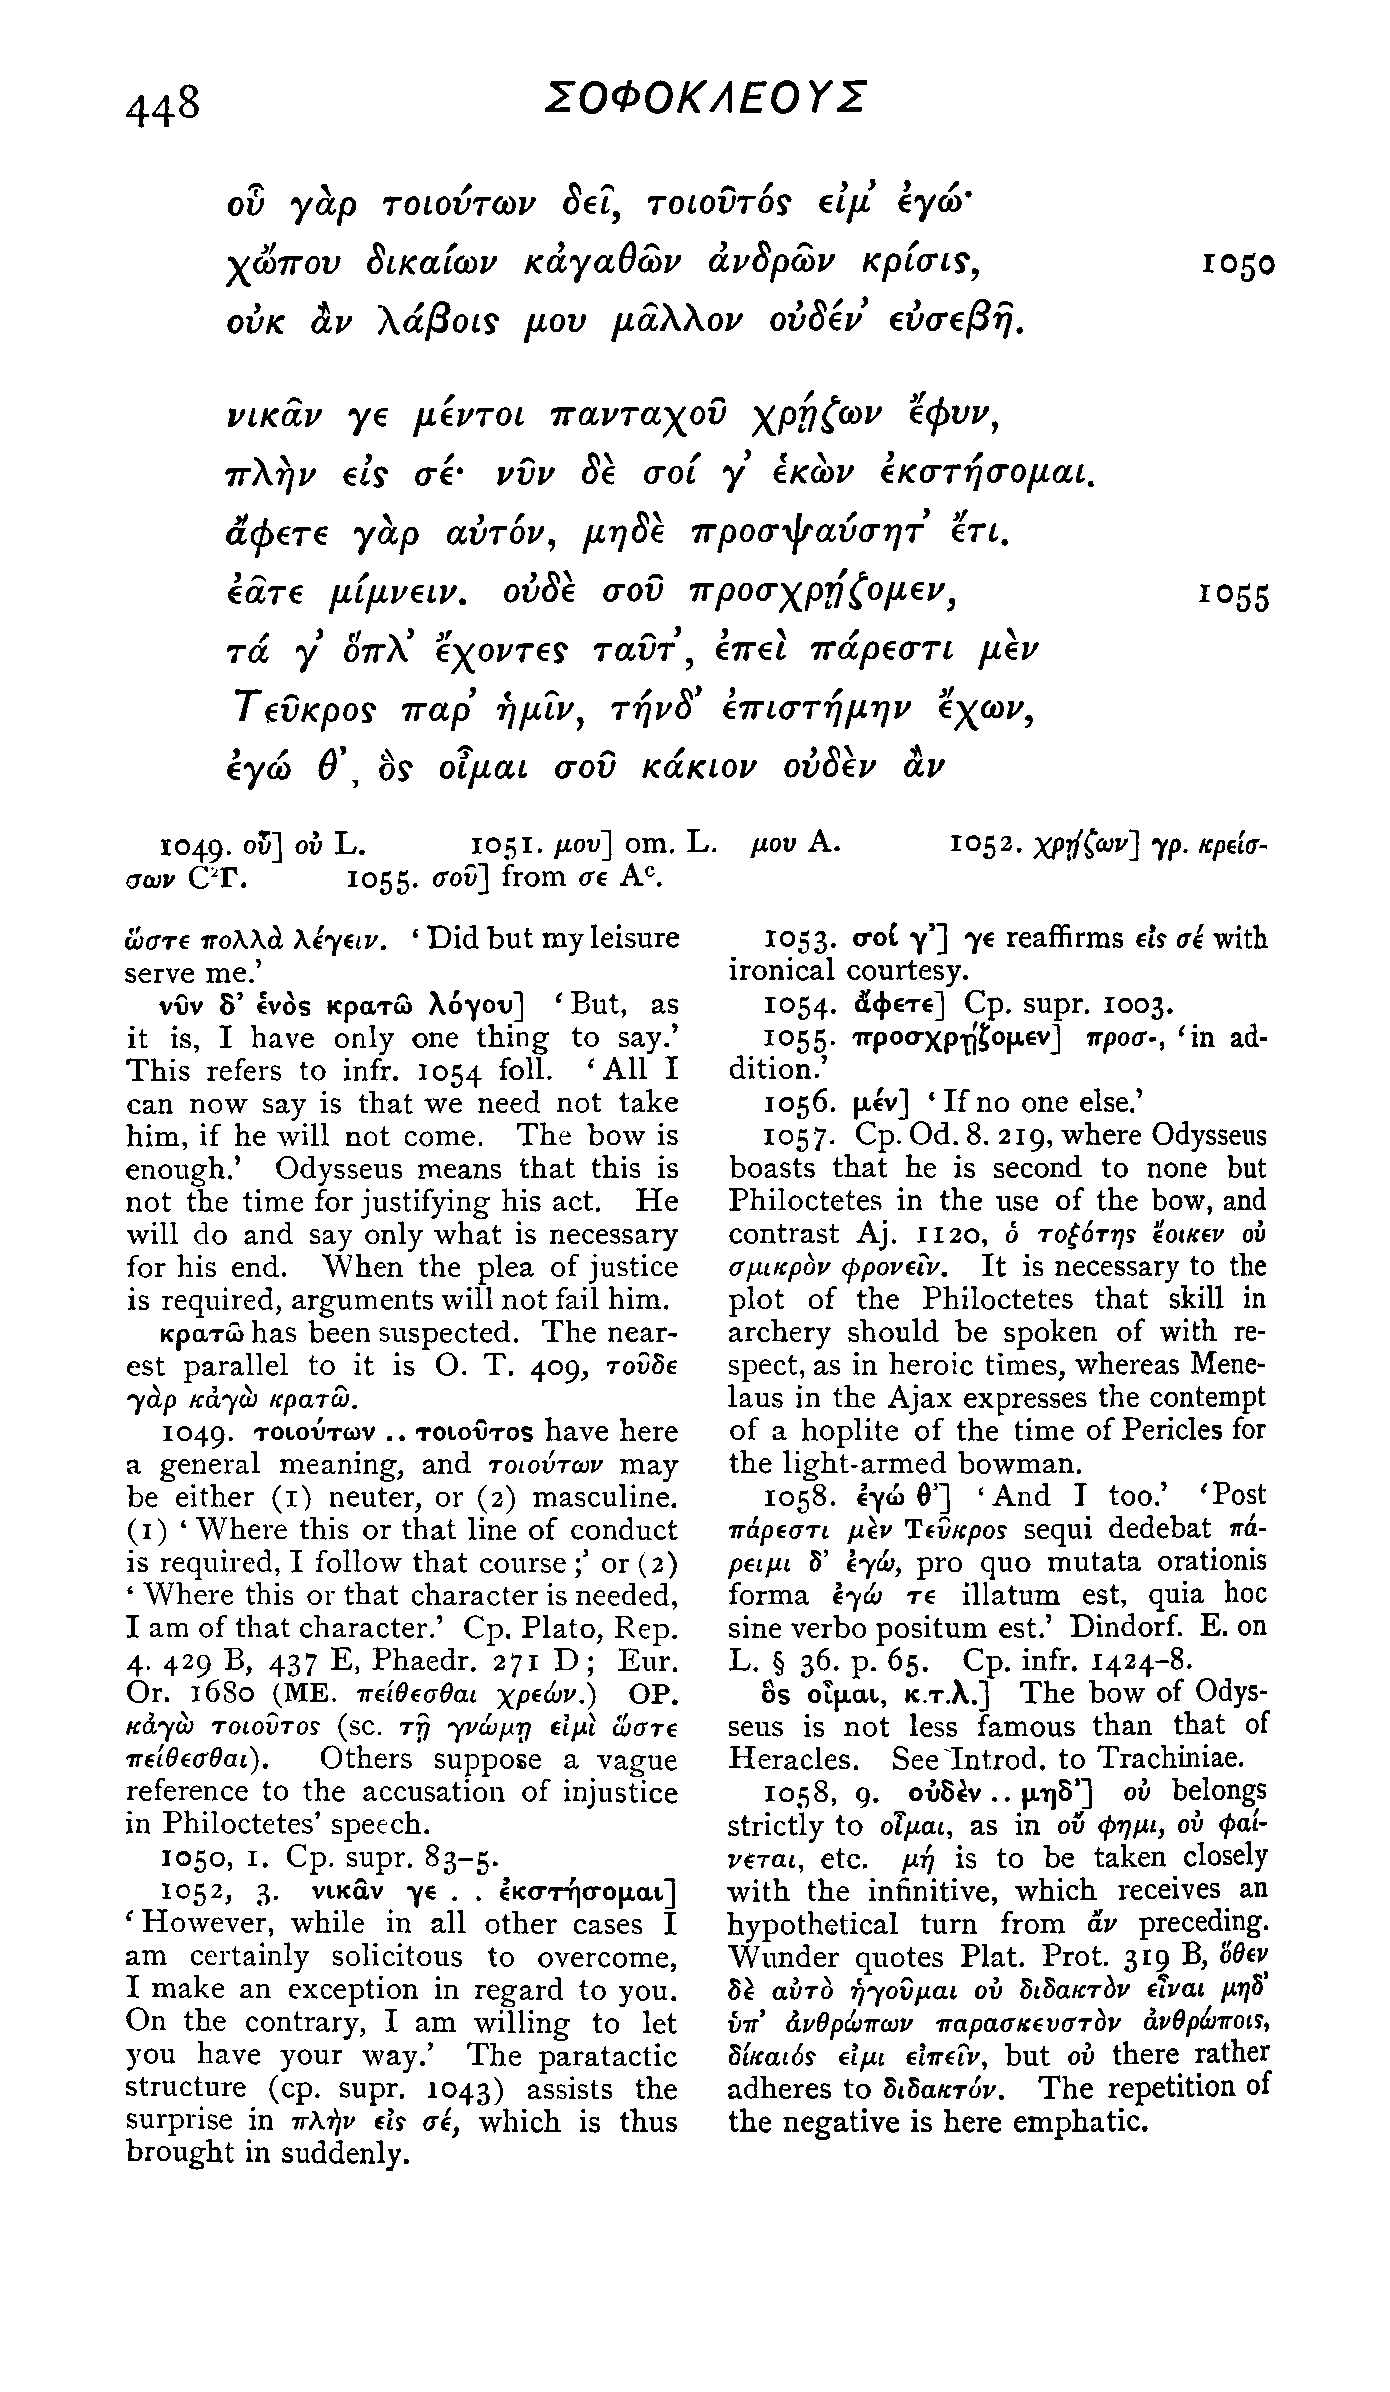 448 ΣΟΦΟΚΛΕΟΥΣ
οὗ γὰρ τοιούτων δεῖ, τοιοῦτός εἰμ’ ἐγώ·
χὤπου δικαίων κἀγαθῶν ἀνδρῶν κρίσις, 1050
οὐκ ἂν λάβοις μου μᾶλλον οὐδέν’ εὐσεβῆ.
νικᾶν γε μέντοι πανταχοῦ χρῄζων ἔφυν,
πλὴν εἰς σέ· νῦν δὲ σοί γ’ ἑκὼν ἐκστήσομαι.
ἄφετε γὰρ αὐτόν, μηδὲ προσψαύσητ’ ἔτι.
ἐᾶτε μίμνειν. οὐδὲ σοῦ προσχρῄζομεν, 1055
τά γ’ ὅπλ’ ἔχοντες ταῦτ’, ἐπεὶ πάρεστι μὲν
Τεῦκρος παρ’ ἡμῖν, τήνδ’ ἐπιστήμην ἔχων,
ἐγώ θ’, ὃς οἶμαι σοῦ κάκιον οὐδὲν ἂν
1049. οὗ] οὐ L. 1051. μου] om. L. μου A. 1052. χρῄζων] γρ. κρείσ-
σων C²Γ. 1055. σοῦ] from σε Aᶜ.
ὥστε πολλὰ λέγειν. ‘Did but my leisure
serve me.’
νῦν δ’ ἑνὸς κρατῶ λόγου] ‘But, as
it is, I have only one thing to say.’
This refers to infr. 1054 foll. ‘All I
can now say is that we need not take
him, if he will not come. The bow is
enough.’ Odysseus means that this is
not the time for justifying his act. He
will do and say only what is necessary
for his end. When the plea of justice
is required, arguments will not fail him.
κρατῶ has been suspected. The near-
est parallel to it is O. T. 409, τοῦδε
γὰρ κἀγὼ κρατῶ.
1049. τοιούτων .. τοιοῦτος have here
a general meaning, and τοιούτων may
be either (1) neuter, or (2) masculine.
(1) ‘Where this or that line of conduct
is required, I follow that course;’ or (2)
‘Where this or that character is needed,
I am of that character.’ Cp. Plato, Rep.
4. 429 B, 437 E, Phaedr. 271 D; Eur.
Or. 1680 (ΜΕ. πείθεσθαι χρεών.) ΟΡ.
κἀγὼ τοιοῦτος (sc. τῇ γνώμῃ εἰμὶ ὥστε
πείθεσθαι). Others suppose a vague
reference to the accusation of injustice
in Philoctetes’ speech.
1050, 1. Cp. supr. 83-5.
1052, 3. νικᾶν γε . . ἐκστήσομαι]
‘However, while in all other cases I
am certainly solicitous to overcome,
I make an exception in regard to you.
On the contrary, I am willing to let
you have your way.’ The paratactic
structure (cp. supr. 1043) assists the
surprise in πλὴν εἰς σέ, which is thus
brought in suddenly.
1053. σοί γ’] γε reaffirms εἰς σέ with
ironical courtesy.
1054. ἄφετε] Cp. supr. 1003.
1055. προσχρῄζομεν] προσ-, ‘in ad-
dition.’
1056. μέν] ‘If no one else.’
1057. Cp. Od. 8. 219, where Odysseus
boasts that he is second to none but
Philoctetes in the use of the bow, and
contrast Aj. 1120, ὁ τοξότης ἔοικεν οὐ
σμικρὸν φρονεῖν. It is necessary to the
plot of the Philoctetes that skill in
archery should be spoken of with re-
spect, as in heroic times, whereas Mene-
laus in the Ajax expresses the contempt
of a hoplite of the time of Pericles for
the light-armed bowman.
1058. ἐγώ θ’] ‘And I too.’ ‘Post
πάρεστι μὲν Τεῦκρος sequi dedebat πά-
ρειμι δ’ ἐγώ, pro quo mutata orationis
forma ἐγώ τε illatum est, quia hoc
sine verbo positum est.’ Dindorf. E. on
L. § 36. p. 65. Cp. infr. 1424-8.
ὃς οἶμαι, κ.τ.λ.] The bow of Odys-
seus is not less famous than that of
Heracles. See Introd. to Trachiniae.
1058, 9. οὐδὲν .. μηδ’] οὐ belongs
strictly to οἶμαι, as in οὔ φημι, οὐ φαί-
νεται, etc. μή is to be taken closely
with the infinitive, which receives an
hypothetical turn from ἄν preceding.
Wunder quotes Plat. Prot. 319 B, ὅθεν
δὲ αὐτὸ ἡγοῦμαι οὐ διδακτὸν εἶναι μηδ’
ὑπ’ ἀνθρώπων παρασκευστὸν ἀνθρώποις,
δίκαιός εἰμι εἰπεῖν, but οὐ there rather
adheres to διδακτόν. The repetition of
the negative is here emphatic.